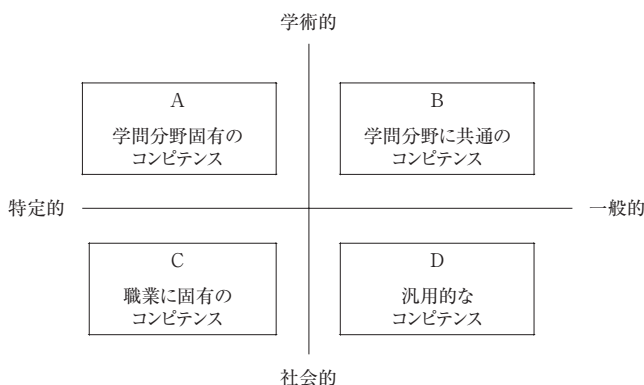 学術的
A
学問分野固有の
コンピテンス
B
学問分野に共通の
コンピテンス
特定的
一般的
C
職業に固有の
コンピテンス
D
汎用的な
コンピテンス
社会的